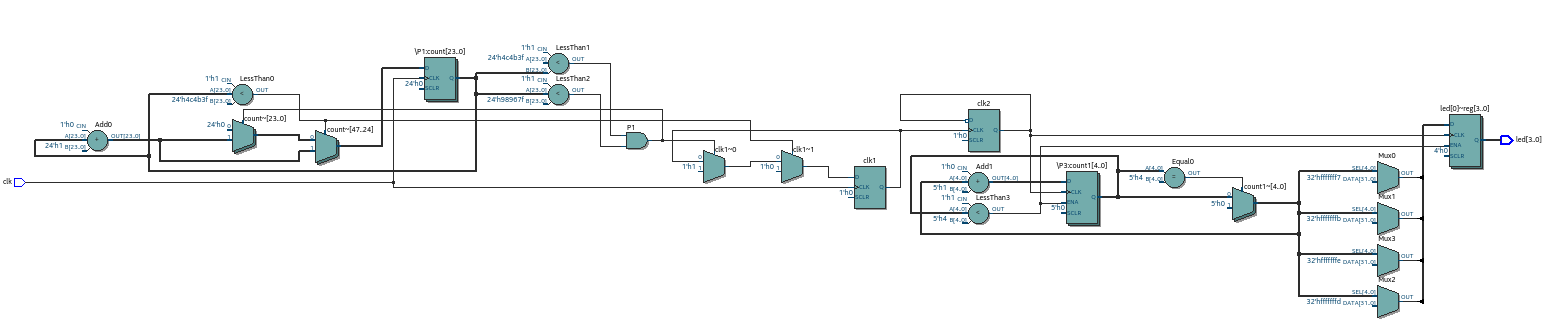 clk
1'h0 CIN
Add0
A[23..0]
24'h1 B[23..0]
+
OUT[23..0]
1'h1 CIN
LessThan0
A[23..0]
24'h4c4b3f B[23..0]
<
OUT
count~[23..0]
24'h0
0
1
count~[47..24]
0
1
\P1:count[23..0]
D
CLK
Q
24'h0
SCLR
1'h1 CIN
LessThan1
24'h4c4b3f A[23..0]
B[23..0]
<
OUT
1'h1 CIN
LessThan2
A[23..0]
24'h98967f B[23..0]
<
OUT
P1
clk1~0
0
1'h1 1
clk1~1
0
1'h0 1
clk1
D
CLK
Q
1'h0
SCLR
clk2
D
CLK
Q
1'h0
SCLR
1'h0 CIN
Add1
A[4..0]
5'h1 B[4..0]
+
OUT[4..0]
1'h1 CIN
LessThan3
A[4..0]
5'h4 B[4..0]
<
OUT
\P3:count1[4..0]
D
CLK
ENA
Q
5'h0
SCLR
Equal0
A[4..0]
5'h4 B[4..0]
=
OUT
count1~[4..0]
0
5'h0 1
Mux0
SEL[4..0]
32'hfffffff7 DATA[31..0]
OUT
Mux1
SEL[4..0]
32'hfffffffb DATA[31..0]
OUT
Mux3
SEL[4..0]
32'hfffffffe DATA[31..0]
OUT
Mux2
SEL[4..0]
32'hfffffffd DATA[31..0]
OUT
led[0]~reg[3..0]
D
CLK
ENA
Q
4'h0
SCLR
led[3..0]